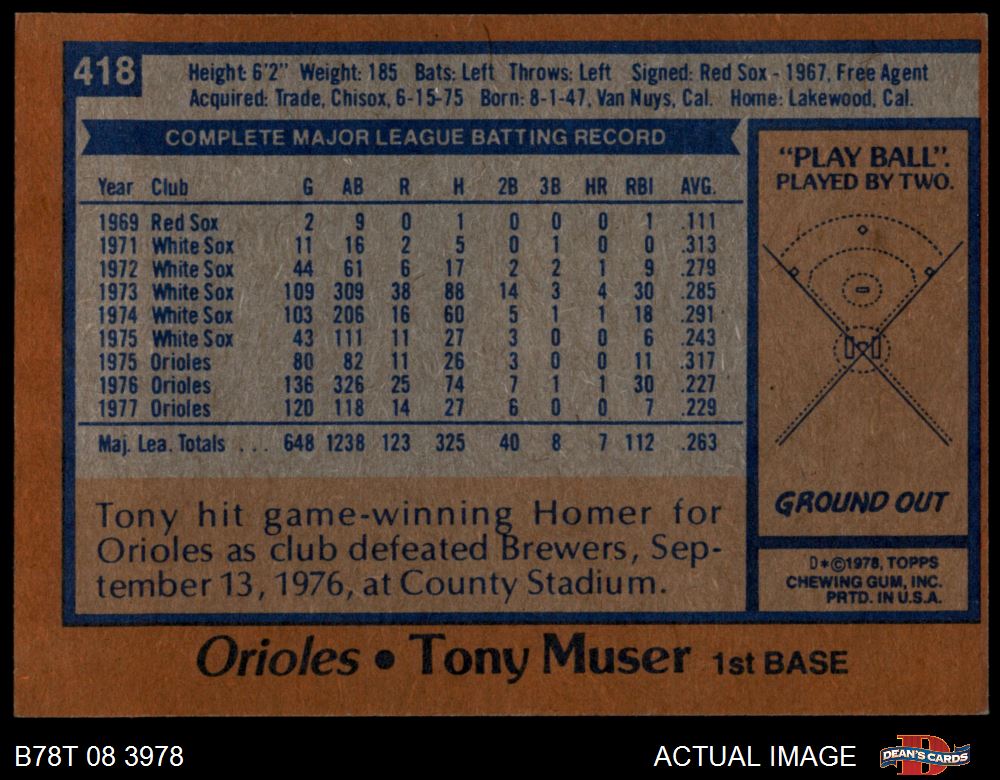 418
Height: 6'2" Weight: 185 Bats: Left Throws: Left Signed: Red Sox - 1967, Free Agent
Acquired: Trade, Chisox, 6-15-75 Born: 8-1-47, Van Nuys, Cal. Home: Lakewood, Cal.
COMPLETE MAJOR LEAGUE BATTING RECORD
Year Club G AB R H 2B 3B HR RBI AVG.
1969 Red Sox 2 9 0 1 0 0 0 1 .111
1971 White Sox 11 16 2 5 0 1 0 0 .313
1972 White Sox 44 61 6 17 2 2 1 9 .279
1973 White Sox 109 309 38 88 14 3 4 30 .285
1974 White Sox 103 206 16 60 5 1 1 18 .291
1975 White Sox 43 111 11 27 3 0 0 6 .243
1975 Orioles 80 82 11 26 3 0 0 11 .317
1976 Orioles 136 326 25 74 7 1 1 30 .227
1977 Orioles 120 118 14 27 6 0 0 7 .229
Maj. Lea. Totals . . . 648 1238 123 325 40 8 7 112 .263
Tony hit game-winning Homer for
Orioles as club defeated Brewers, Sep-
tember 13, 1976, at County Stadium.
"PLAY BALL".
PLAYED BY TWO.
GROUND OUT
D*©1978, TOPPS
CHEWING GUM, INC.
PRTD. IN U.S.A.
Orioles • Tony Muser 1st BASE
B78T 08 3978
ACTUAL IMAGE
DEAN'S CARDS